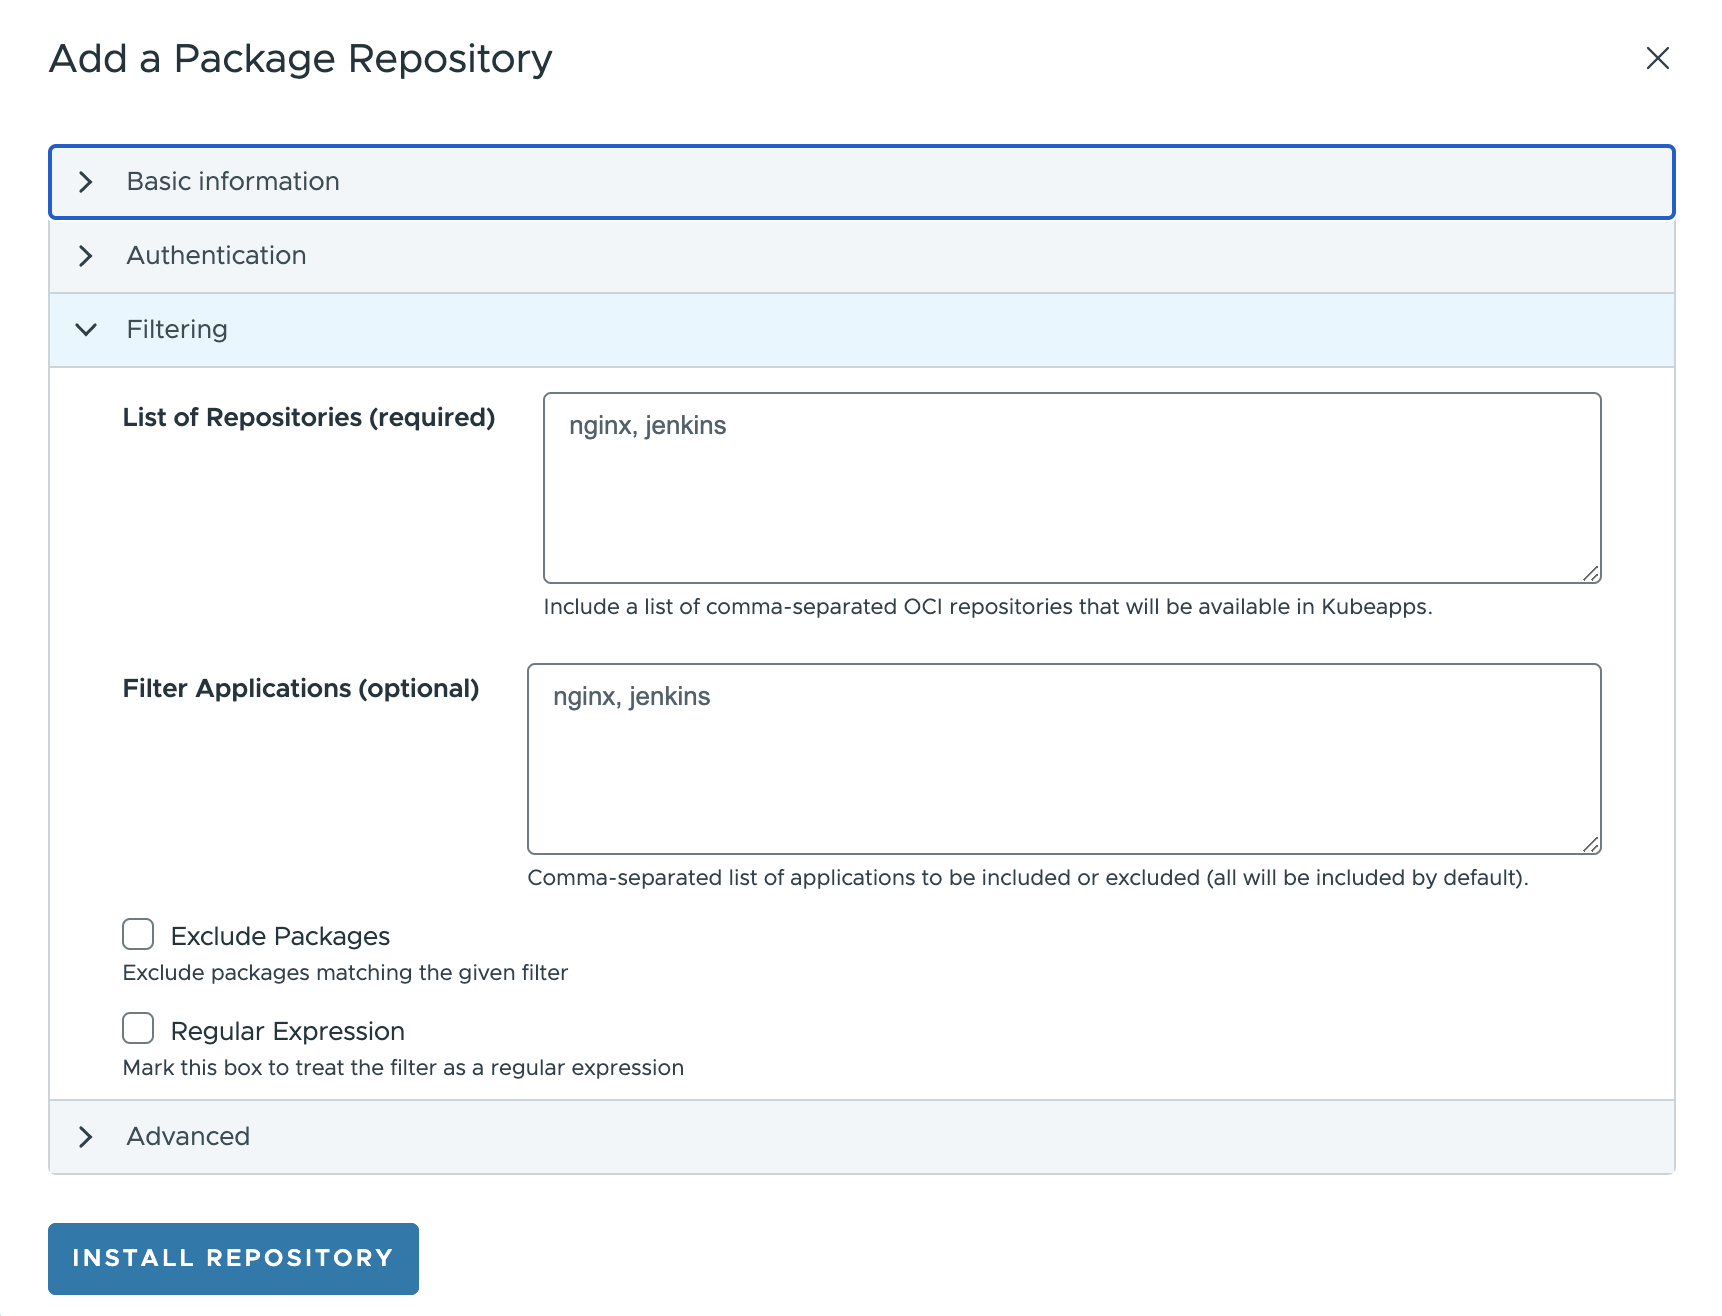 Add a Package Repository
Basic information
Authentication
Filtering
List of Repositories (required)
nginx, jenkins
Include a list of comma-separated OCI repositories that will be available in Kubeapps.
Filter Applications (optional)
nginx, jenkins
Comma-separated list of applications to be included or excluded (all will be included by default).
Exclude Packages
Exclude packages matching the given filter
Regular Expression
Mark this box to treat the filter as a regular expression
Advanced
INSTALL REPOSITORY